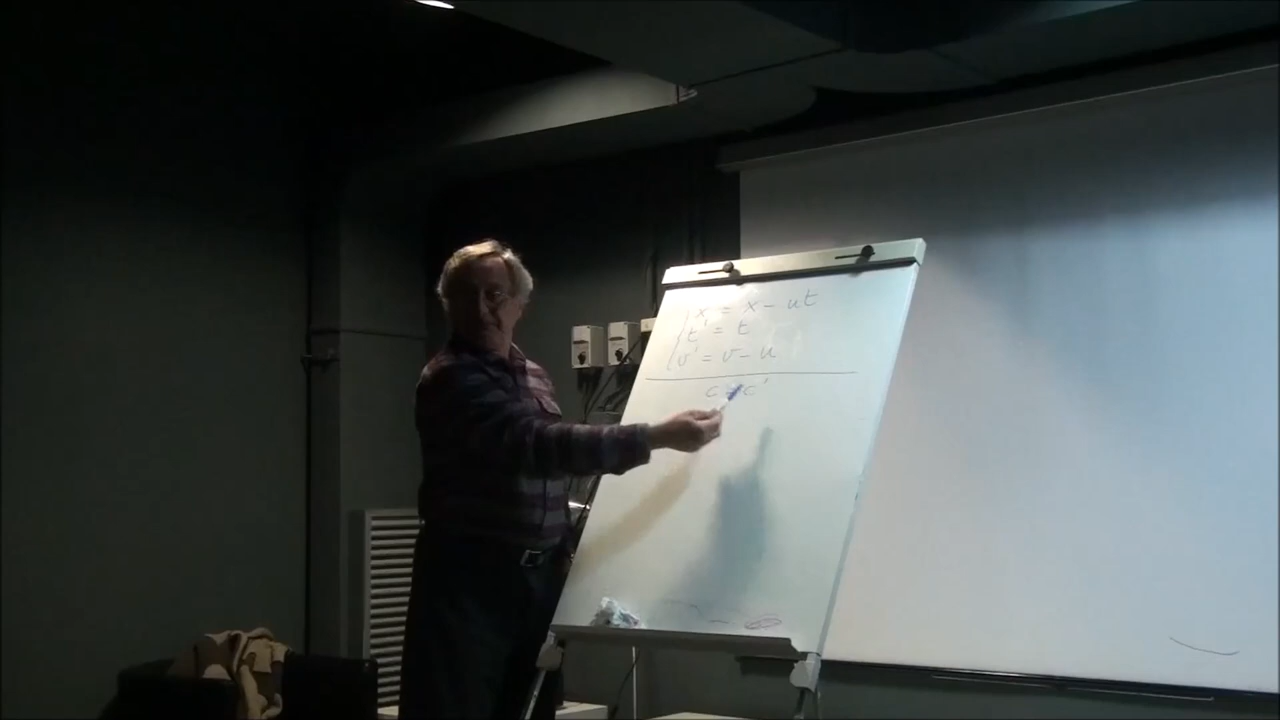 x' = x - ut
t' = t
v' = v - u
c = c'